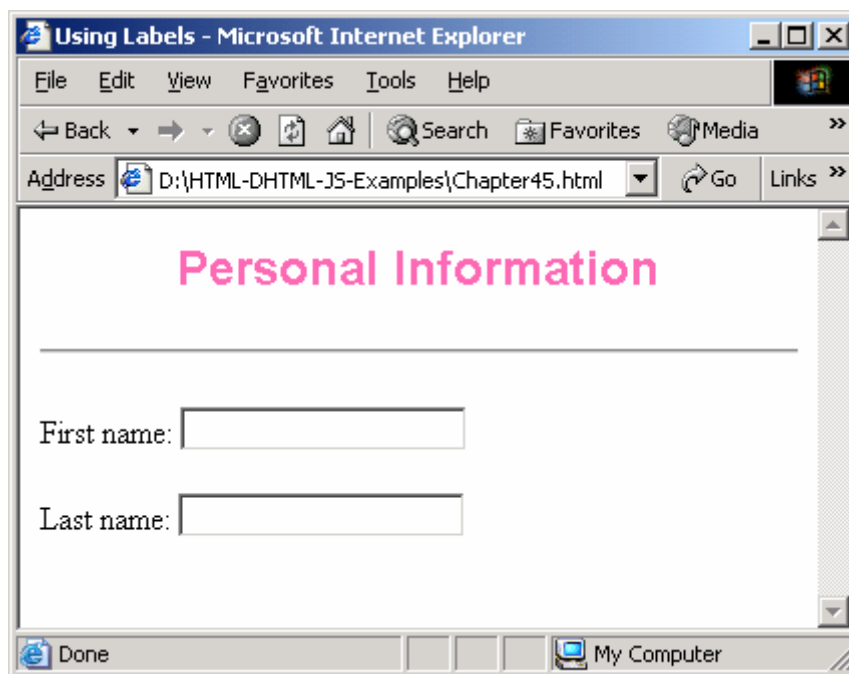 Using Labels - Microsoft Internet Explorer
File Edit View Favorites Tools Help
Back Search Favorites Media »
Address D:\HTML-DHTML-JS-Examples\Chapter45.html Go Links »
Personal Information
First name:
Last name:
Done My Computer